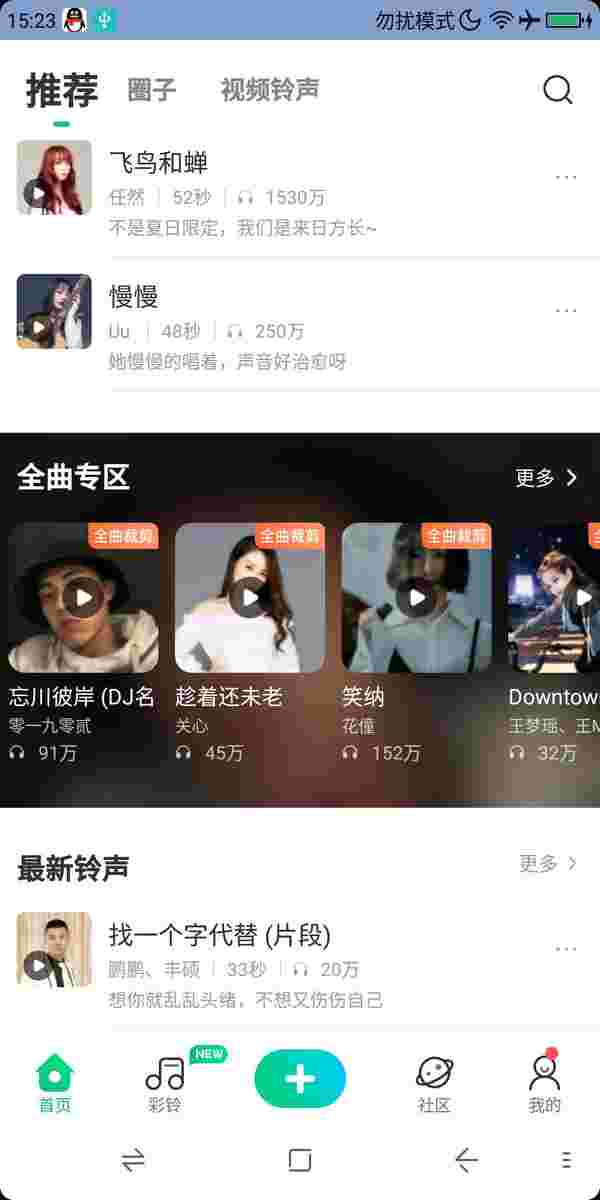 15:23
勿扰模式
推荐 圈子 视频铃声
飞鸟和蝉
任然 52秒 1530万
不是夏日限定，我们是来日方长~
慢慢
Uu 48秒 250万
她慢慢的唱着，声音好治愈呀
全曲专区 更多
全曲裁剪 全曲裁剪 全曲裁剪
忘川彼岸 (DJ名 趁着还未老 笑纳 Downtow
零一九零贰 关心 花僮 王梦瑶、王M
91万 45万 152万 32万
最新铃声 更多
找一个字代替 (片段)
鹏鹏、丰硕 33秒 20万
想你就乱乱头绪，不想又伤伤自己
NEW
首页 彩铃 社区 我的